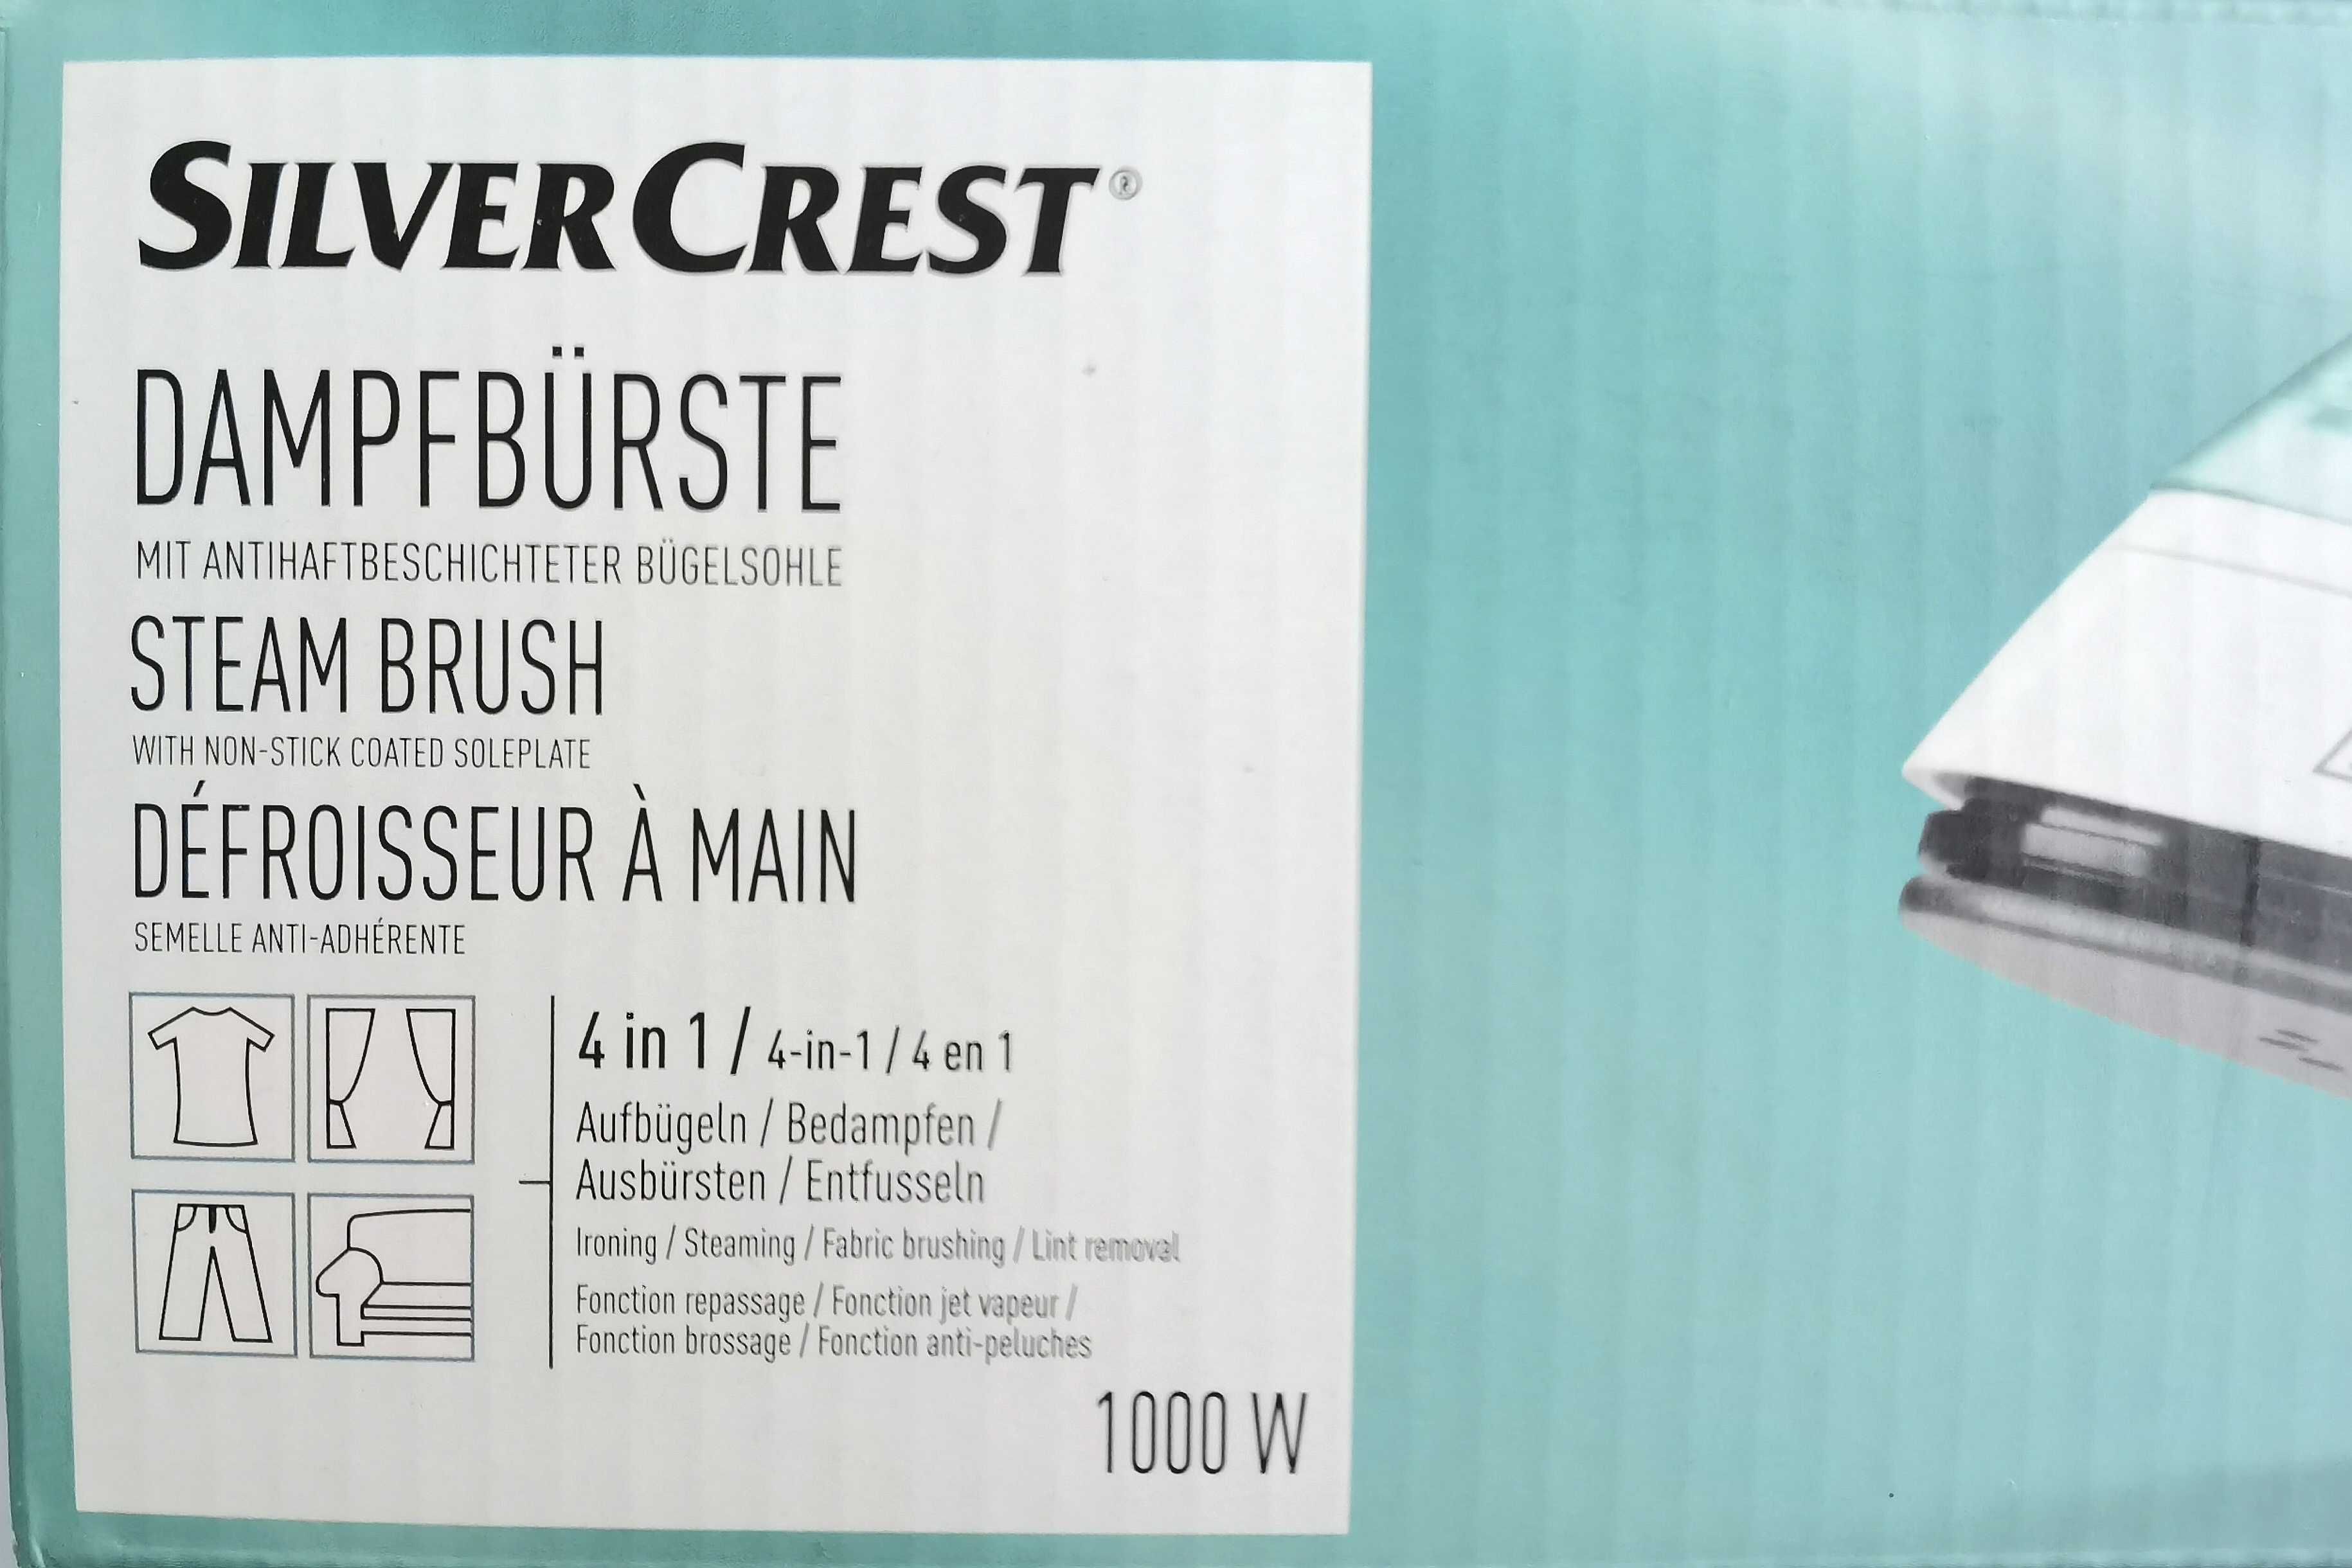 SILVERCREST®
DAMPFBÜRSTE
MIT ANTIHAFTBESCHICHTETER BÜGELSOHLE
STEAM BRUSH
WITH NON-STICK COATED SOLEPLATE
DÉFROISSEUR À MAIN
SEMELLE ANTI-ADHÉRENTE
4 in 1 / 4-in-1 / 4 en 1
Aufbügeln / Bedampfen /
Ausbürsten / Entfusseln
Ironing / Steaming / Fabric brushing / Lint removal
Fonction repassage / Fonction jet vapeur /
Fonction brossage / Fonction anti-peluches
1000 W